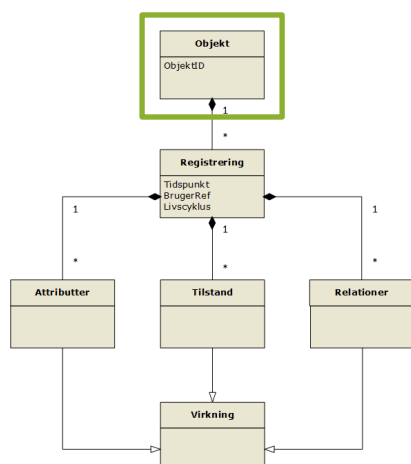 Objekt
ObjektID
1
*
Registrering
Tidspunkt
BrugerRef
Livscyklus
1
1
1
*
*
*
Attributter
Tilstand
Relationer
Virkning